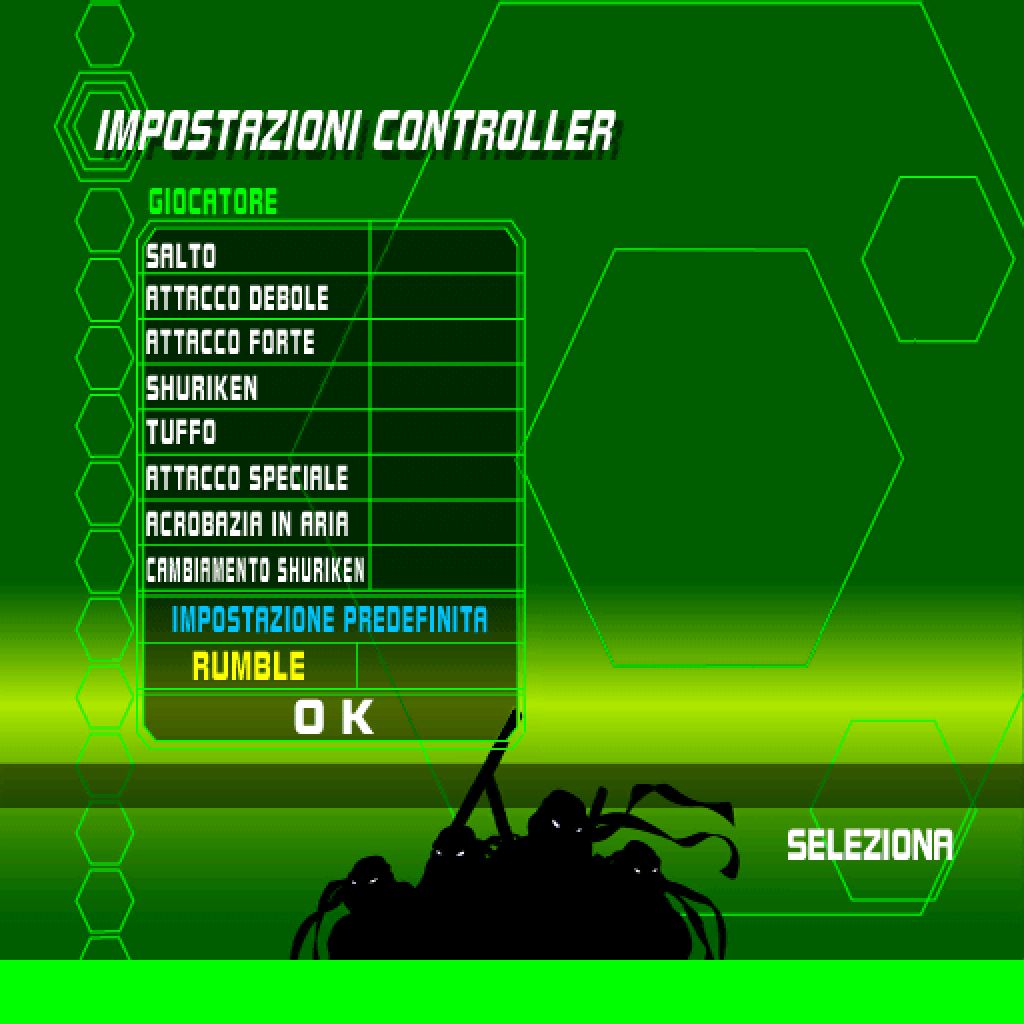 IMPOSTAZIONI CONTROLLER
GIOCATORE
SALTO
ATTACCO DEBOLE
ATTACCO FORTE
SHURIKEN
TUFFO
ATTACCO SPECIALE
ACROBAZIA IN ARIA
CAMBIAMENTO SHURIKEN
IMPOSTAZIONE PREDEFINITA
RUMBLE
OK
SELEZIONA